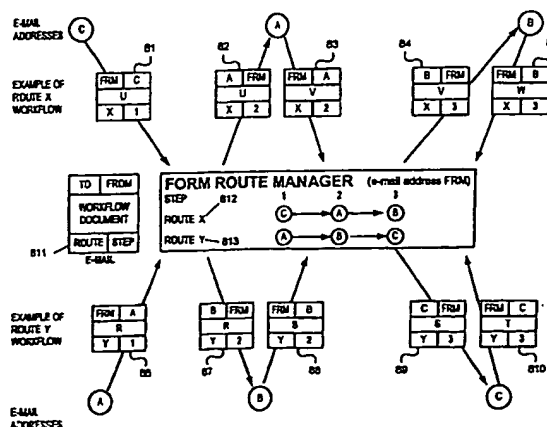 E-MAIL ADDRESSES
C
A
B
81
82
83
84
EXAMPLE OF ROUTE X WORKFLOW
FRM C
U
X 1
A FRM
U
X 2
FRM A
V
X 2
B FRM
V
X 3
FRM B
W
X 3
TO FROM
WORKFLOW DOCUMENT
ROUTE STEP
E-MAIL
811
FORM ROUTE MANAGER (e-mail address FRM)
STEP 812 1 2 3
ROUTE X C A B
ROUTE Y 813 A B C
EXAMPLE OF ROUTE Y WORKFLOW
FRM A
R
Y 1
86
B FRM
R
Y 2
87
FRM B
S
Y 2
88
C FRM
S
Y 3
89
FRM C
T
Y 3
810
A
B
C
E-MAIL ADDRESSES